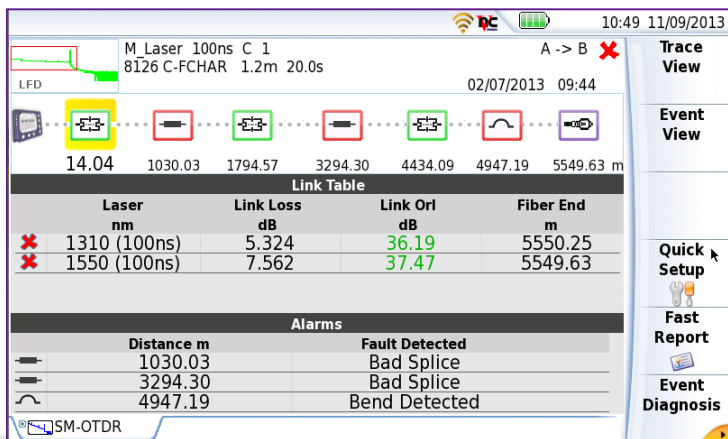 10:49 11/09/2013
M_Laser 100ns C 1
A -> B
8126 C-FCHAR 1.2m 20.0s
LFD
02/07/2013 09:44
14.04 1030.03 1794.57 3294.30 4434.09 4947.19 5549.63 m
Link Table
Laser Link Loss Link Orl Fiber End
nm dB dB m
1310 (100ns) 5.324 36.19 5550.25
1550 (100ns) 7.562 37.47 5549.63
Alarms
Distance m Fault Detected
1030.03 Bad Splice
3294.30 Bad Splice
4947.19 Bend Detected
SM-OTDR
Trace
View
Event
View
Quick
Setup
Fast
Report
Event
Diagnosis